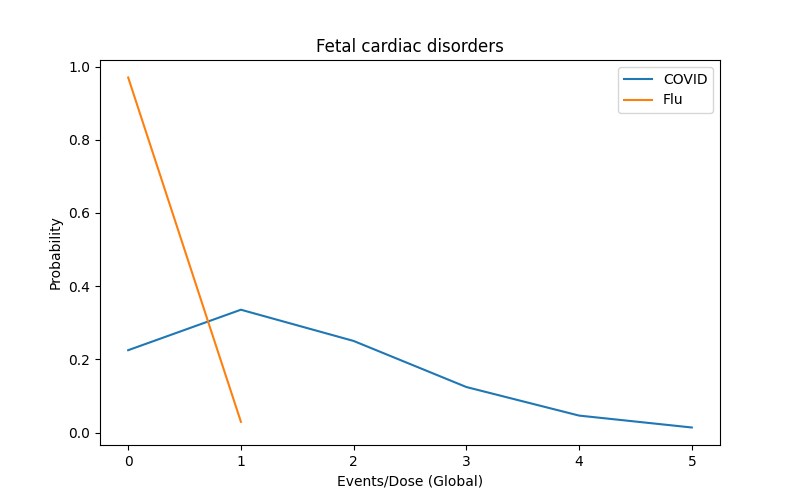 Fetal cardiac disorders
COVID
Flu
Probability
1.0
0.8
0.6
0.4
0.2
0.0
0 1 2 3 4 5
Events/Dose (Global)